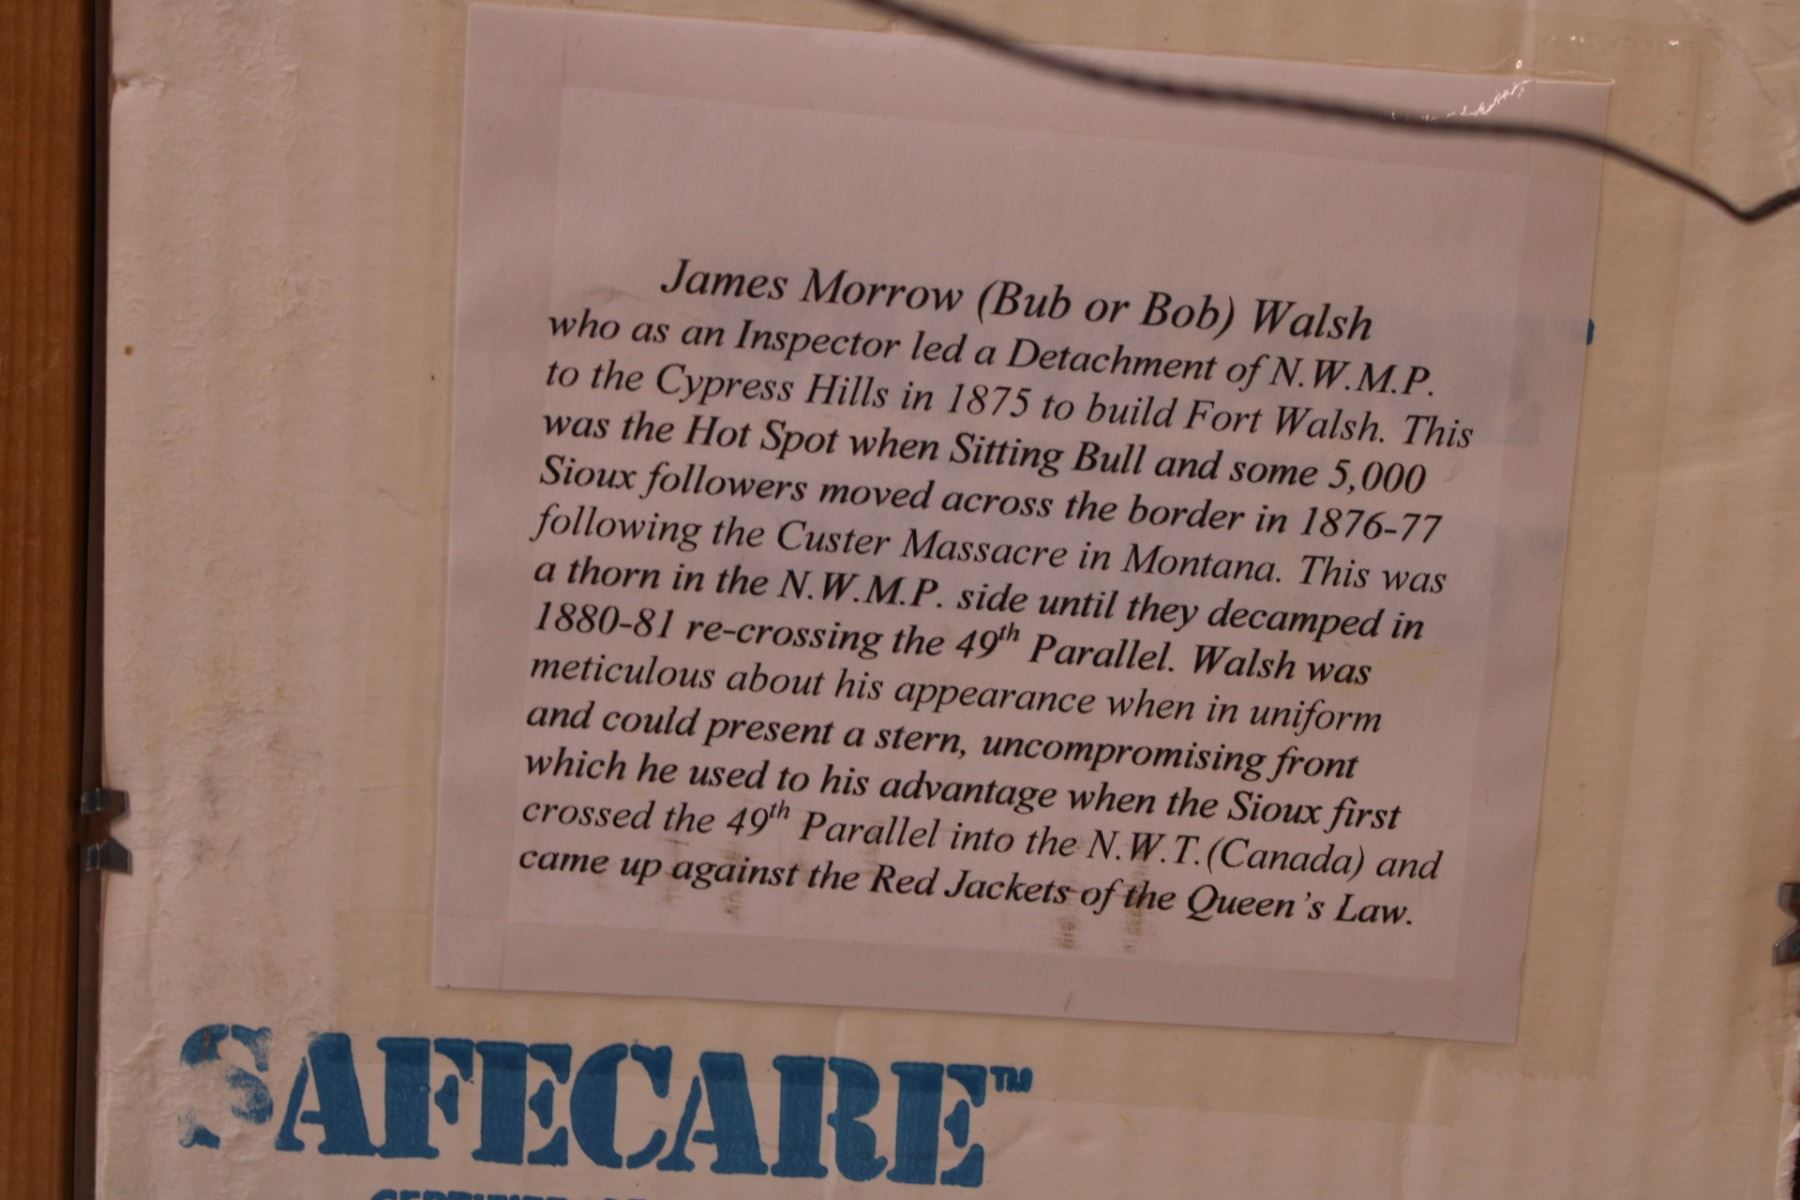 James Morrow (Bub or Bob) Walsh
who as an Inspector led a Detachment of N.W.M.P.
to the Cypress Hills in 1875 to build Fort Walsh. This
was the Hot Spot when Sitting Bull and some 5,000
Sioux followers moved across the border in 1876-77
following the Custer Massacre in Montana. This was
a thorn in the N.W.M.P. side until they decamped in
1880-81 re-crossing the 49th Parallel. Walsh was
meticulous about his appearance when in uniform
and could present a stern, uncompromising front
which he used to his advantage when the Sioux first
crossed the 49th Parallel into the N.W.T.(Canada) and
came up against the Red Jackets of the Queen's Law.
SAFECARE™